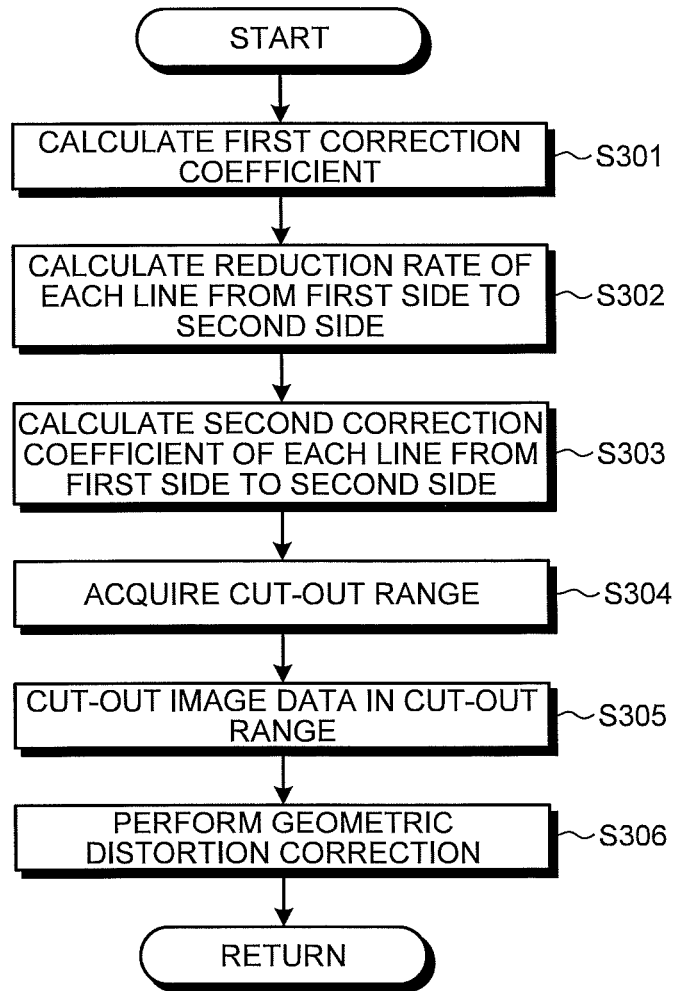 START
CALCULATE FIRST CORRECTION
COEFFICIENT
S301
CALCULATE REDUCTION RATE OF
EACH LINE FROM FIRST SIDE TO
SECOND SIDE
S302
CALCULATE SECOND CORRECTION
COEFFICIENT OF EACH LINE FROM
FIRST SIDE TO SECOND SIDE
S303
ACQUIRE CUT-OUT RANGE
S304
CUT-OUT IMAGE DATA IN CUT-OUT
RANGE
S305
PERFORM GEOMETRIC
DISTORTION CORRECTION
S306
RETURN